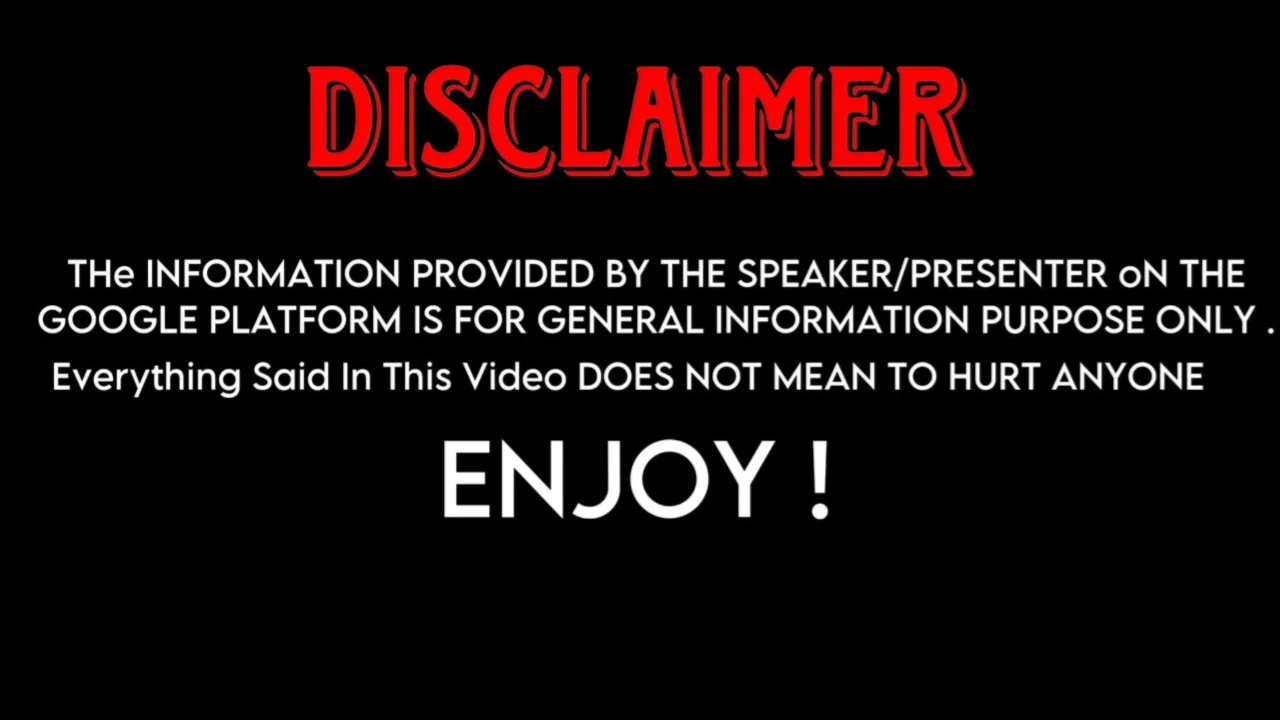 DISCLAIMER
THe INFORMATION PROVIDED BY THE SPEAKER/PRESENTER oN THE
GOOGLE PLATFORM IS FOR GENERAL INFORMATION PURPOSE ONLY .
Everything Said In This Video DOES NOT MEAN TO HURT ANYONE
ENJOY !